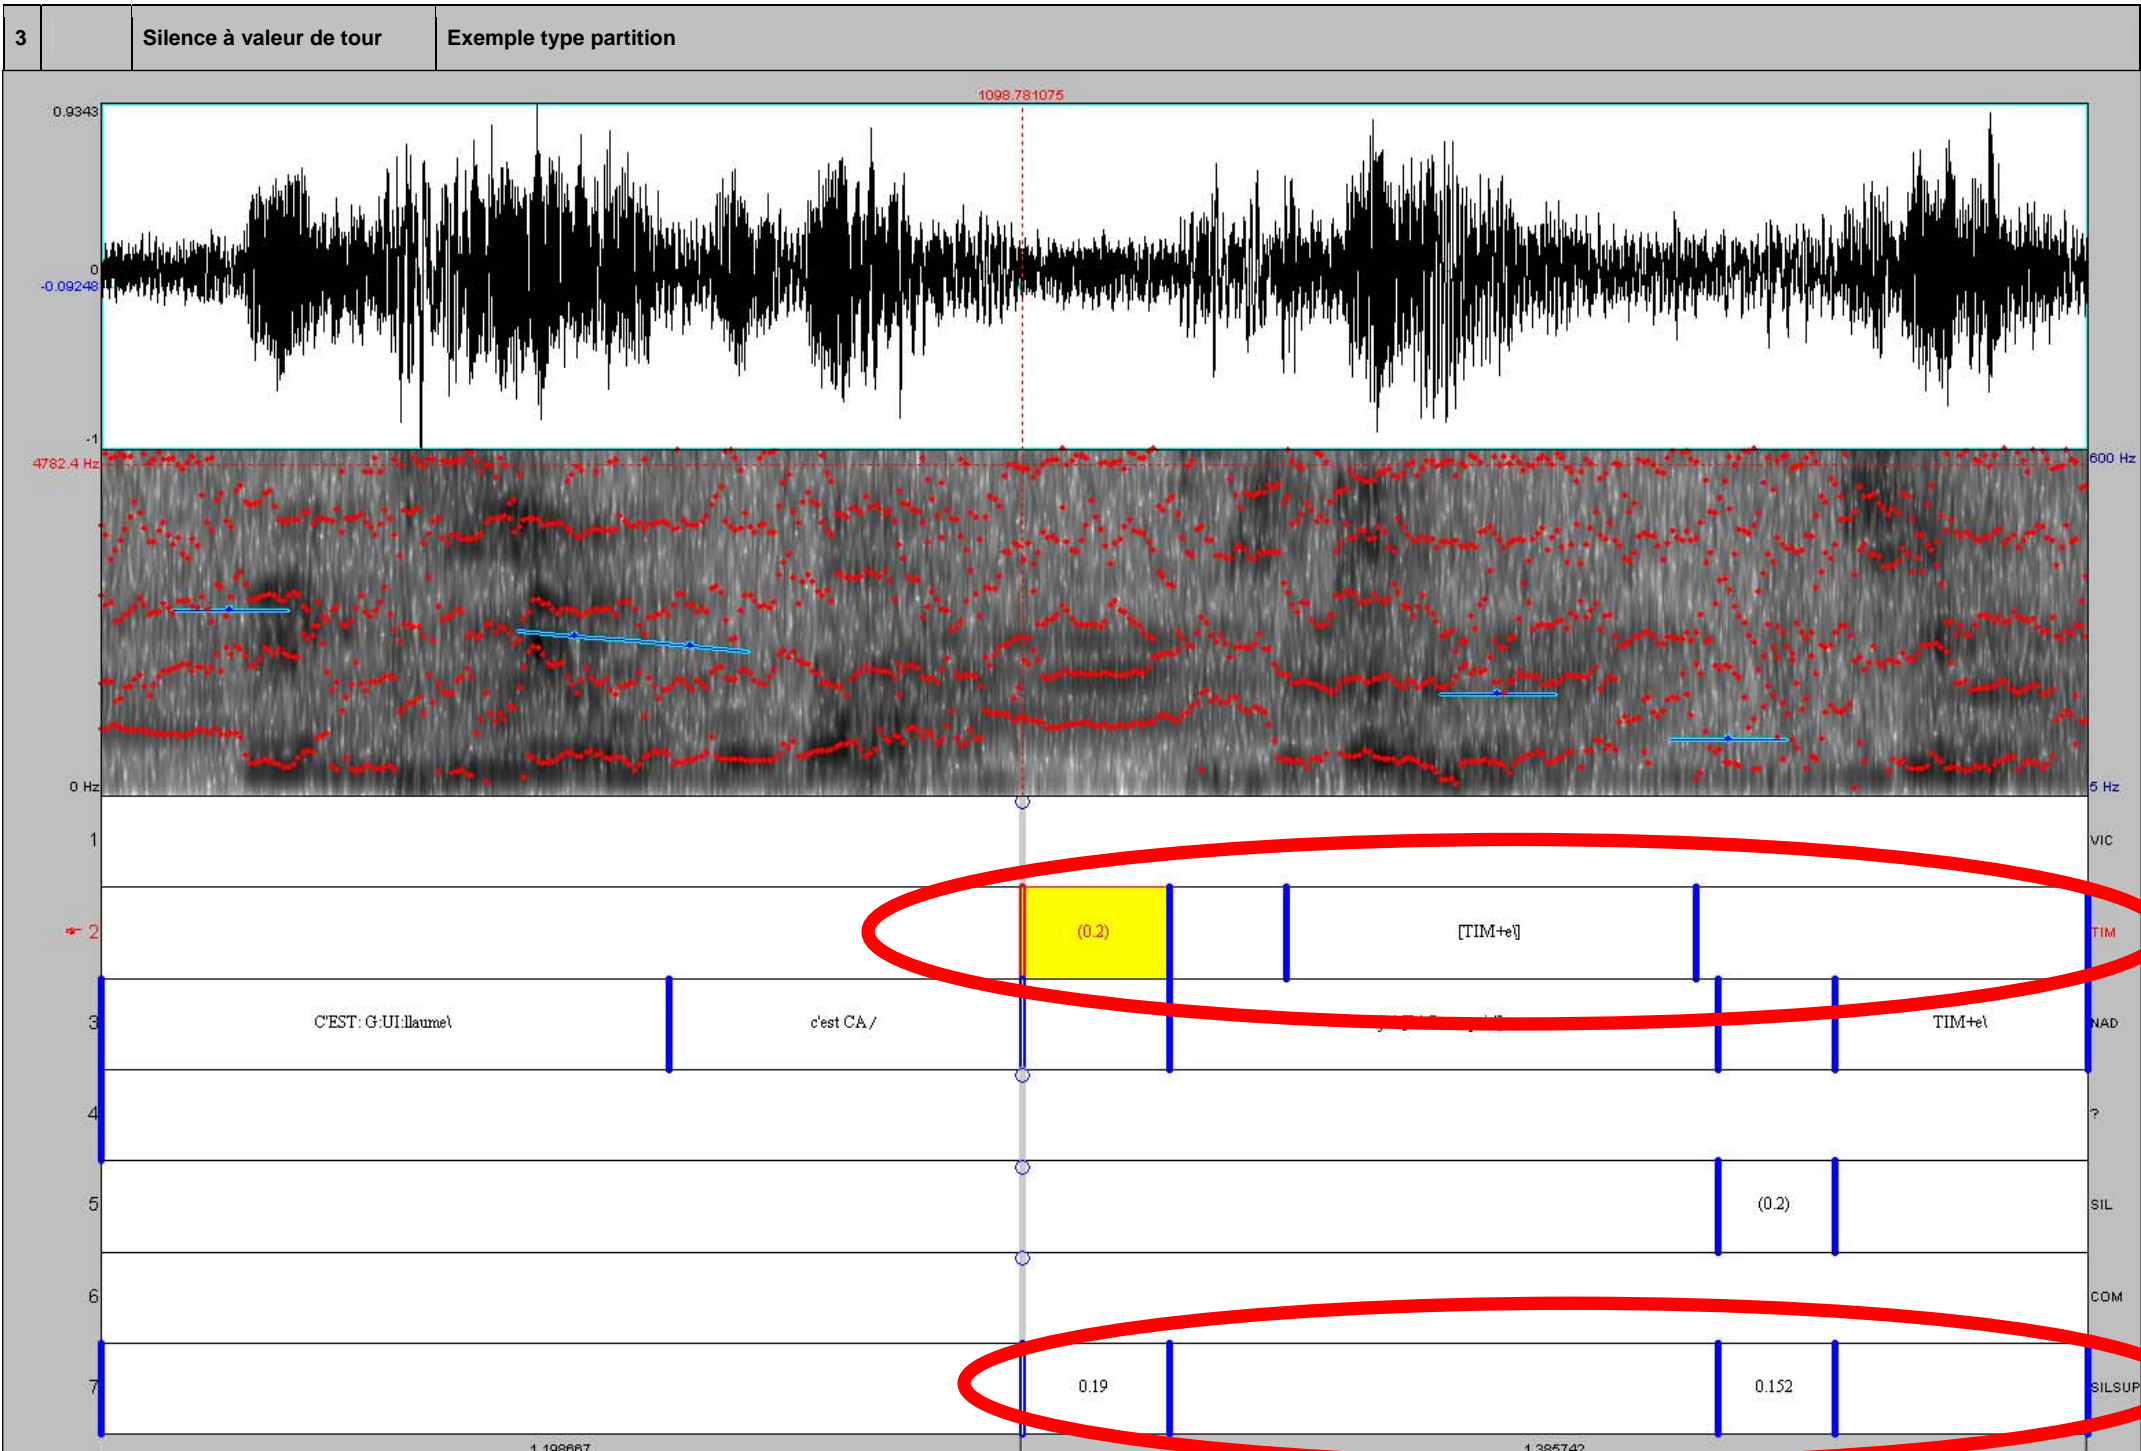 3 Silence à valeur de tour Exemple type partition
1098.781075
0.9343
0
-0.09248
-1
4782.4 Hz 600 Hz
0 Hz 5 Hz
1 VIC
2 (0.2) [TIM+e\] TIM
3 C'EST: G:UI:llaume\ c'est CA/ TIM+e\ NAD
4 ?
5 (0.2) SIL
6 COM
7 0.19 0.152 SILSUP
1.198667 1.385742